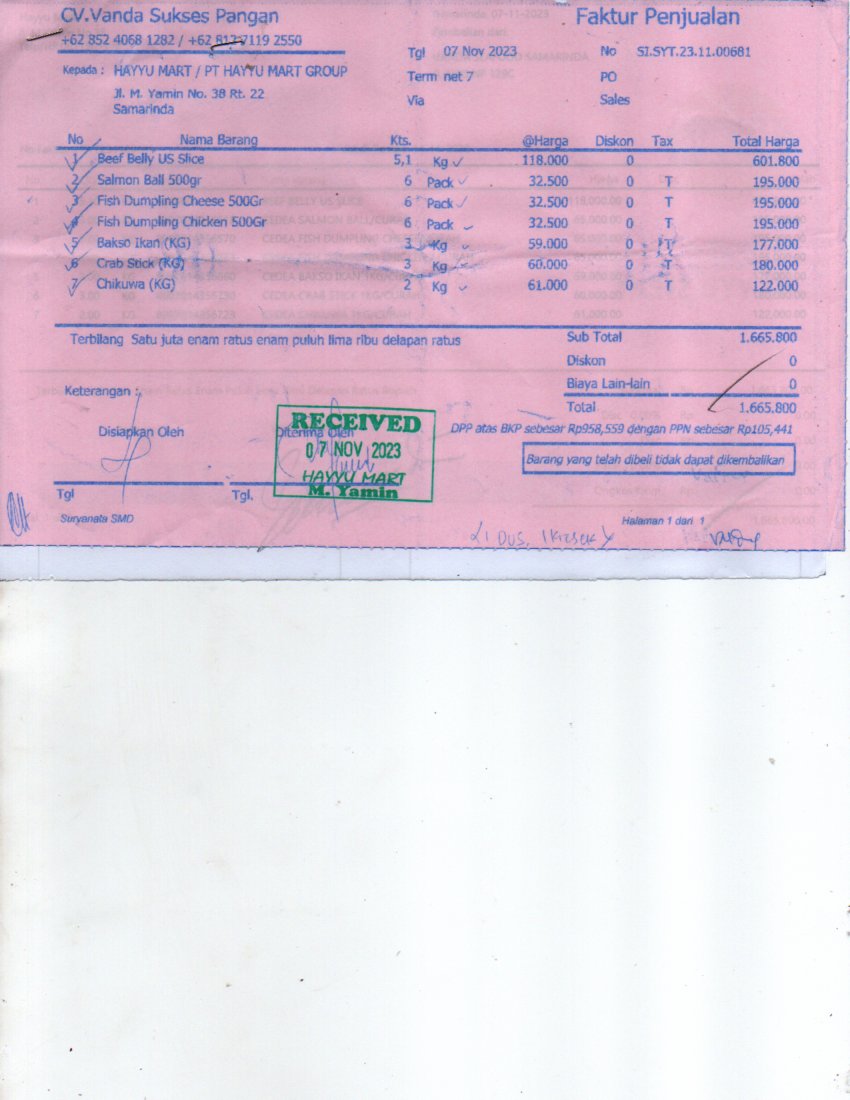 CV.Vanda Sukses Pangan
Faktur Penjualan
+62 852 4068 1282 / +62 812 7119 2550
Tgl 07 Nov 2023 No SI.SYT.23.11.00681
Kepada : HAYYU MART / PT HAYYU MART GROUP
Term net 7 PO
Jl. M. Yamin No. 38 Rt. 22
Via Sales
Samarinda
No Nama Barang Kts. @Harga Diskon Tax Total Harga
1 Beef Belly US Slice 5,1 Kg 118.000 0 601.800
2 Salmon Ball 500gr 6 Pack 32.500 0 T 195.000
3 Fish Dumpling Cheese 500Gr 6 Pack 32.500 0 T 195.000
4 Fish Dumpling Chicken 500Gr 6 Pack 32.500 0 T 195.000
5 Bakso Ikan (KG) 3 Kg 59.000 0 T 177.000
6 Crab Stick (KG) 3 Kg 60.000 0 T 180.000
7 Chikuwa (KG) 2 Kg 61.000 0 T 122.000
Terbilang Satu juta enam ratus enam puluh lima ribu delapan ratus
Sub Total 1.665.800
Diskon 0
Biaya Lain-lain 0
Keterangan :
Total 1.665.800
DPP atas BKP sebesar Rp958,559 dengan PPN sebesar Rp105,441
Disiapkan Oleh Diterima Oleh
RECEIVED
07 NOV 2023
HAYYU MART
M. Yamin
Barang yang telah dibeli tidak dapat dikembalikan
Tgl Tgl.
Suryanata SMD
Halaman 1 dari 1